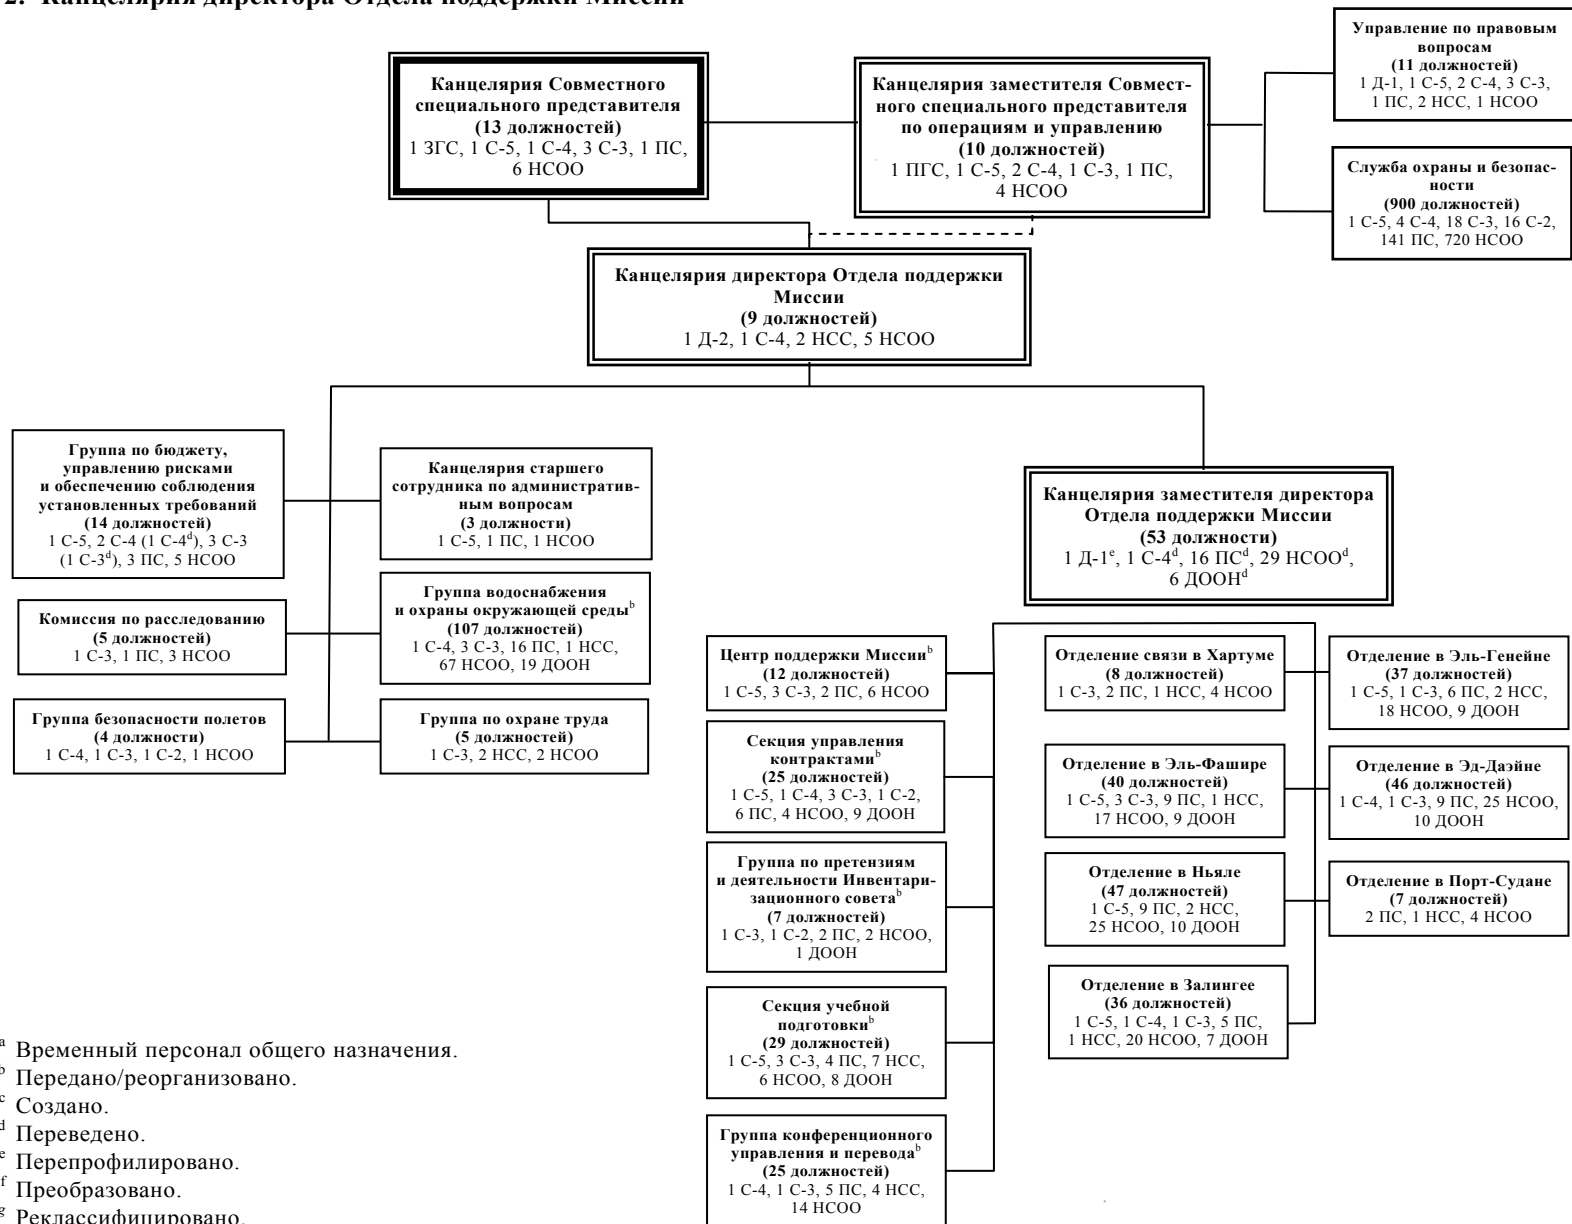 2. Канцелярия директора Отдела поддержки Миссии
Канцелярия Совместного
специального представителя
(13 должностей)
1 ЗГС, 1 С-5, 1 С-4, 3 С-3, 1 ПС,
6 НСОО
Канцелярия заместителя Совмест-
ного специального представителя
по операциям и управлению
(10 должностей)
1 ПГС, 1 С-5, 2 С-4, 1 С-3, 1 ПС,
4 НСОО
Управление по правовым
вопросам
(11 должностей)
1 Д-1, 1 С-5, 2 С-4, 3 С-3,
1 ПС, 2 НСС, 1 НСОО
Служба охраны и безопас-
ности
(900 должностей)
1 С-5, 4 С-4, 18 С-3, 16 С-2,
141 ПС, 720 НСОО
Канцелярия директора Отдела поддержки
Миссии
(9 должностей)
1 Д-2, 1 С-4, 2 НСС, 5 НСОО
Группа по бюджету,
управлению рисками
и обеспечению соблюдения
установленных требований
(14 должностей)
1 С-5, 2 С-4 (1 С-4d), 3 С-3
(1 С-3d), 3 ПС, 5 НСОО
Канцелярия старшего
сотрудника по административ-
ным вопросам
(3 должности)
1 С-5, 1 ПС, 1 НСОО
Комиссия по расследованию
(5 должностей)
1 С-3, 1 ПС, 3 НСОО
Группа водоснабжения
и охраны окружающей средыb
(107 должностей)
1 С-4, 3 С-3, 16 ПС, 1 НСС,
67 НСОО, 19 ДООН
Группа безопасности полетов
(4 должности)
1 С-4, 1 С-3, 1 С-2, 1 НСОО
Группа по охране труда
(5 должностей)
1 С-3, 2 НСС, 2 НСОО
Канцелярия заместителя директора
Отдела поддержки Миссии
(53 должности)
1 Д-1e, 1 С-4d, 16 ПСd, 29 НСООd,
6 ДООНd
Центр поддержки Миссииb
(12 должностей)
1 С-5, 3 С-3, 2 ПС, 6 НСОО
Секция управления
контрактамиb
(25 должностей)
1 С-5, 1 С-4, 3 С-3, 1 С-2,
6 ПС, 4 НСОО, 9 ДООН
Группа по претензиям
и деятельности Инвентари-
зационного советаb
(7 должностей)
1 С-3, 1 С-2, 2 ПС, 2 НСОО,
1 ДООН
Секция учебной
подготовкиb
(29 должностей)
1 С-5, 3 С-3, 4 ПС, 7 НСС,
6 НСОО, 8 ДООН
Группа конференционного
управления и переводаb
(25 должностей)
1 С-4, 1 С-3, 5 ПС, 4 НСС,
14 НСОО
Отделение связи в Хартуме
(8 должностей)
1 С-3, 2 ПС, 1 НСС, 4 НСОО
Отделение в Эль-Фашире
(40 должностей)
1 С-5, 3 С-3, 9 ПС, 1 НСС,
17 НСОО, 9 ДООН
Отделение в Ньяле
(47 должностей)
1 С-5, 9 ПС, 2 НСС,
25 НСОО, 10 ДООН
Отделение в Залингее
(36 должностей)
1 С-5, 1 С-4, 1 С-3, 5 ПС,
1 НСС, 20 НСОО, 7 ДООН
Отделение в Эль-Генейне
(37 должностей)
1 С-5, 1 С-3, 6 ПС, 2 НСС,
18 НСОО, 9 ДООН
Отделение в Эд-Даэйне
(46 должностей)
1 С-4, 1 С-3, 9 ПС, 25 НСОО,
10 ДООН
Отделение в Порт-Судане
(7 должностей)
2 ПС, 1 НСС, 4 НСОО
a Временный персонал общего назначения.
b Передано/реорганизовано.
c Создано.
d Переведено.
e Перепрофилировано.
f Преобразовано.
g Реклассифицировано.